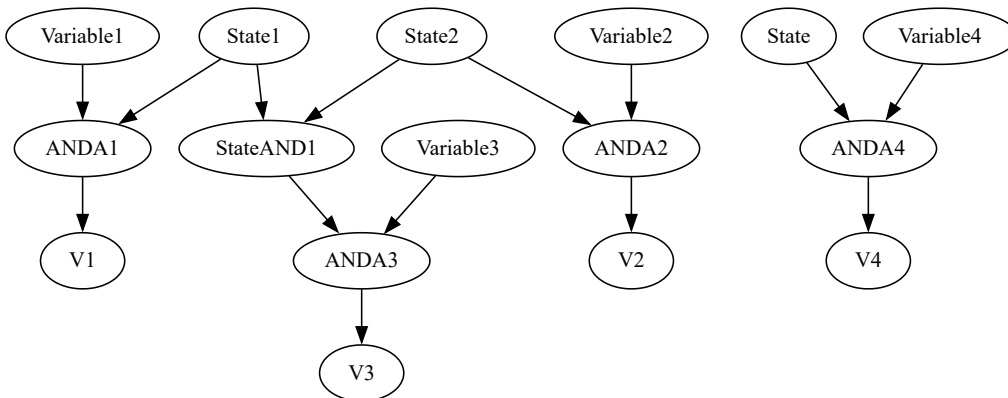 Variable1
State1
State2
Variable2
State
Variable4
ANDA1
StateAND1
Variable3
ANDA2
ANDA4
V1
ANDA3
V2
V4
V3